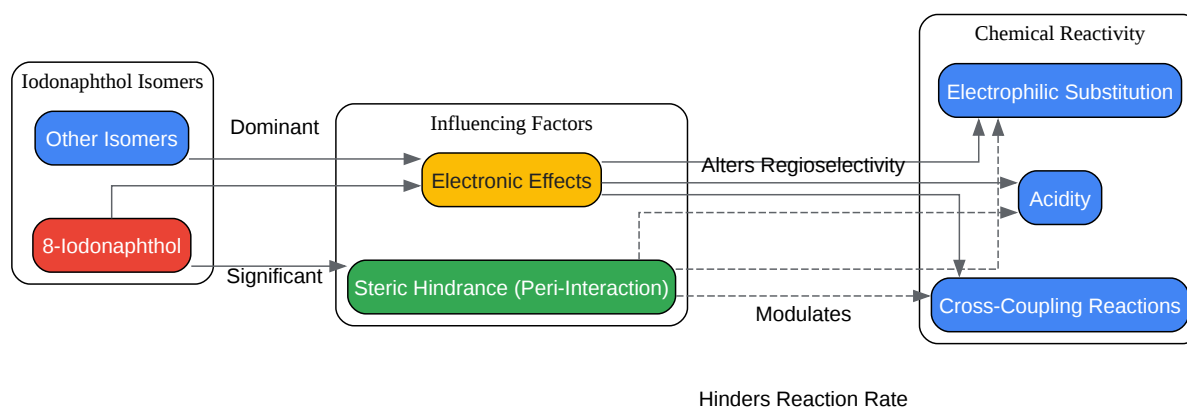 Iodonaphthol Isomers
Other Isomers
8-Iodonaphthol
Dominant
Significant
Influencing Factors
Electronic Effects
Steric Hindrance (Peri-Interaction)
Alters Regioselectivity
Modulates
Hinders Reaction Rate
Chemical Reactivity
Electrophilic Substitution
Acidity
Cross-Coupling Reactions